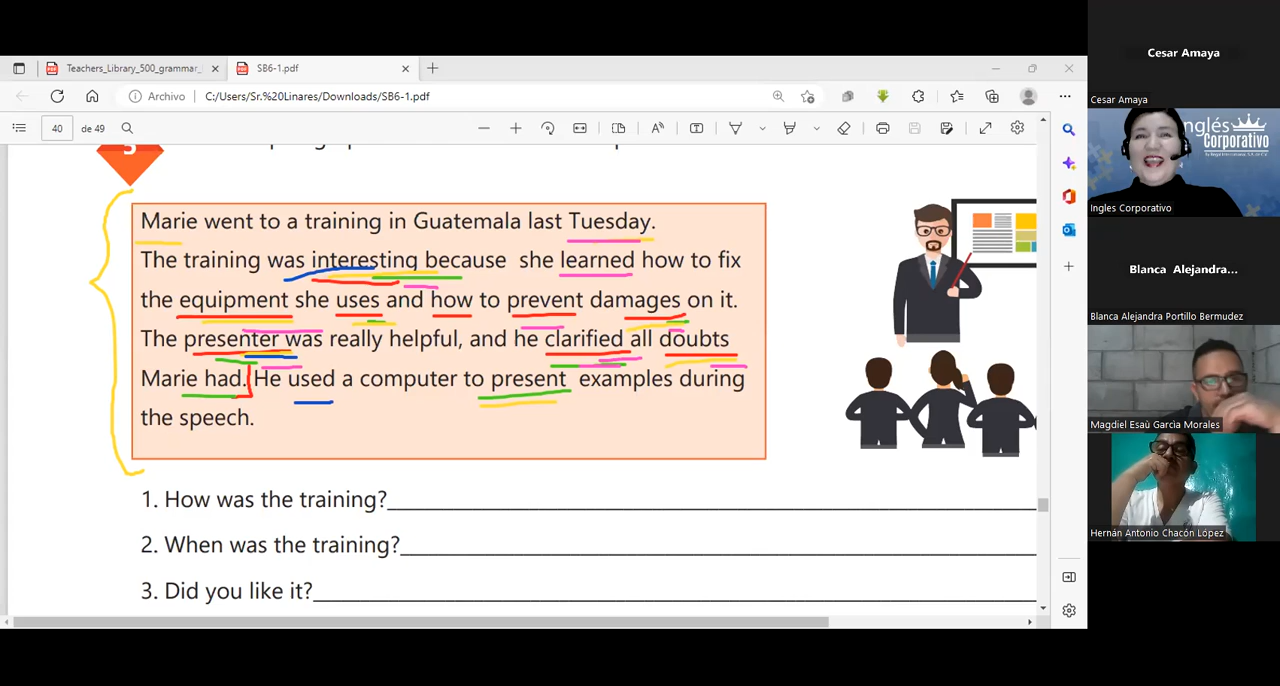 Teachers_Library_500_grammar_
SB6-1.pdf
Archivo
C:/Users/Sr.%20Linares/Downloads/SB6-1.pdf
40
de 49
Marie went to a training in Guatemala last Tuesday.
The training was interesting because she learned how to fix
the equipment she uses and how to prevent damages on it.
The presenter was really helpful, and he clarified all doubts
Marie had. He used a computer to present examples during
the speech.
1. How was the training?
2. When was the training?
3. Did you like it?
Cesar Amaya
Cesar Amaya
Inglés
Corporativo
Ingles Corporativo
Blanca Alejandra...
Blanca Alejandra Portillo Bermudez
Magdiel Esaù Garcìa Morales
Hernán Antonio Chacón López